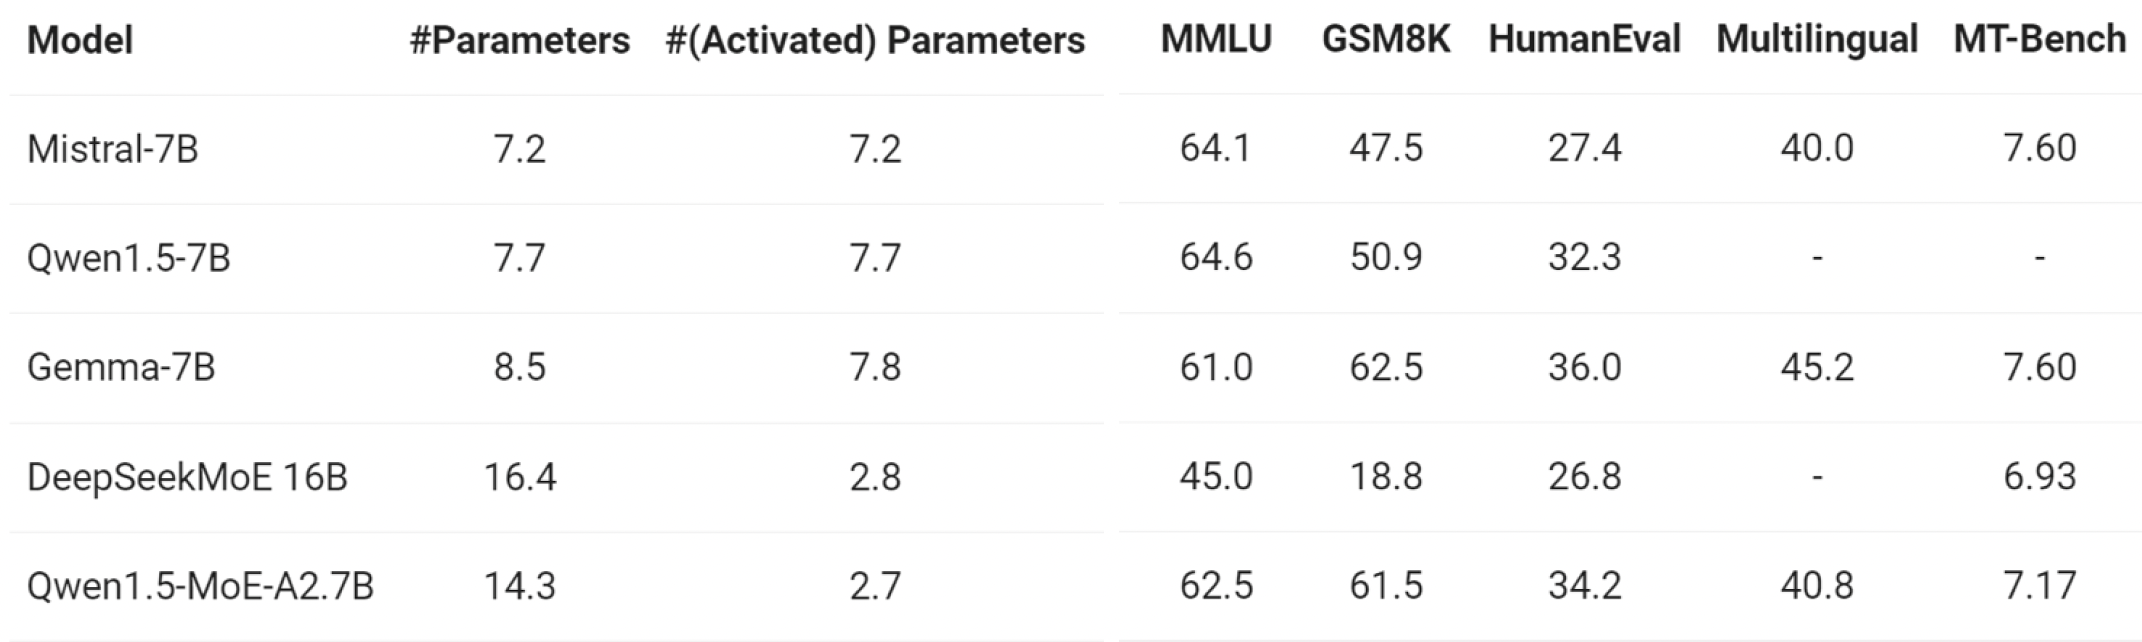 Model #Parameters #(Activated) Parameters MMLU GSM8K HumanEval Multilingual MT-Bench
Mistral-7B 7.2 7.2 64.1 47.5 27.4 40.0 7.60
Qwen1.5-7B 7.7 7.7 64.6 50.9 32.3 - -
Gemma-7B 8.5 7.8 61.0 62.5 36.0 45.2 7.60
DeepSeekMoE 16B 16.4 2.8 45.0 18.8 26.8 - 6.93
Qwen1.5-MoE-A2.7B 14.3 2.7 62.5 61.5 34.2 40.8 7.17